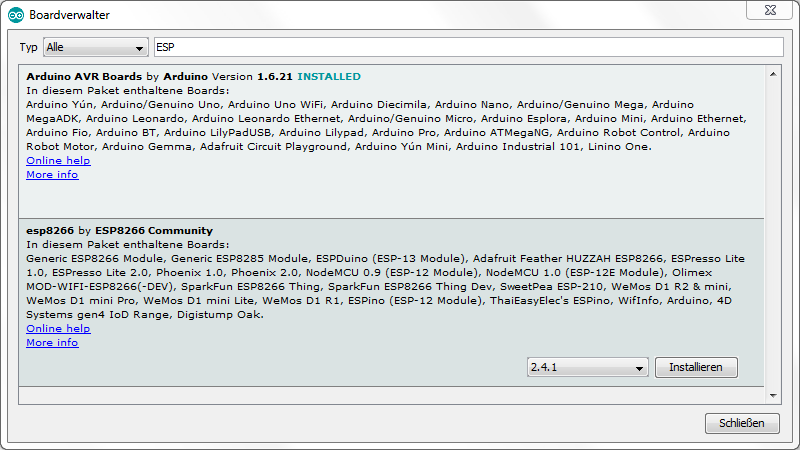 Boardverwalter
Typ Alle ESP
Arduino AVR Boards by Arduino Version 1.6.21 INSTALLED
In diesem Paket enthaltene Boards:
Arduino Yún, Arduino/Genuino Uno, Arduino Uno WiFi, Arduino Diecimila, Arduino Nano, Arduino/Genuino Mega, Arduino
MegaADK, Arduino Leonardo, Arduino Leonardo Ethernet, Arduino/Genuino Micro, Arduino Esplora, Arduino Mini, Arduino Ethernet,
Arduino Fio, Arduino BT, Arduino LilyPadUSB, Arduino Lilypad, Arduino Pro, Arduino ATMegaNG, Arduino Robot Control, Arduino
Robot Motor, Arduino Gemma, Adafruit Circuit Playground, Arduino Yún Mini, Arduino Industrial 101, Linino One.
Online help
More info
esp8266 by ESP8266 Community
In diesem Paket enthaltene Boards:
Generic ESP8266 Module, Generic ESP8285 Module, ESPDuino (ESP-13 Module), Adafruit Feather HUZZAH ESP8266, ESPresso Lite
1.0, ESPresso Lite 2.0, Phoenix 1.0, Phoenix 2.0, NodeMCU 0.9 (ESP-12 Module), NodeMCU 1.0 (ESP-12E Module), Olimex
MOD-WIFI-ESP8266(-DEV), SparkFun ESP8266 Thing, SparkFun ESP8266 Thing Dev, SweetPea ESP-210, WeMos D1 R2 & mini,
WeMos D1 mini Pro, WeMos D1 mini Lite, WeMos D1 R1, ESPino (ESP-12 Module), ThaiEasyElec's ESPino, WifInfo, Arduino, 4D
Systems gen4 IoD Range, Digistump Oak.
Online help
More info
2.4.1 Installieren
Schließen